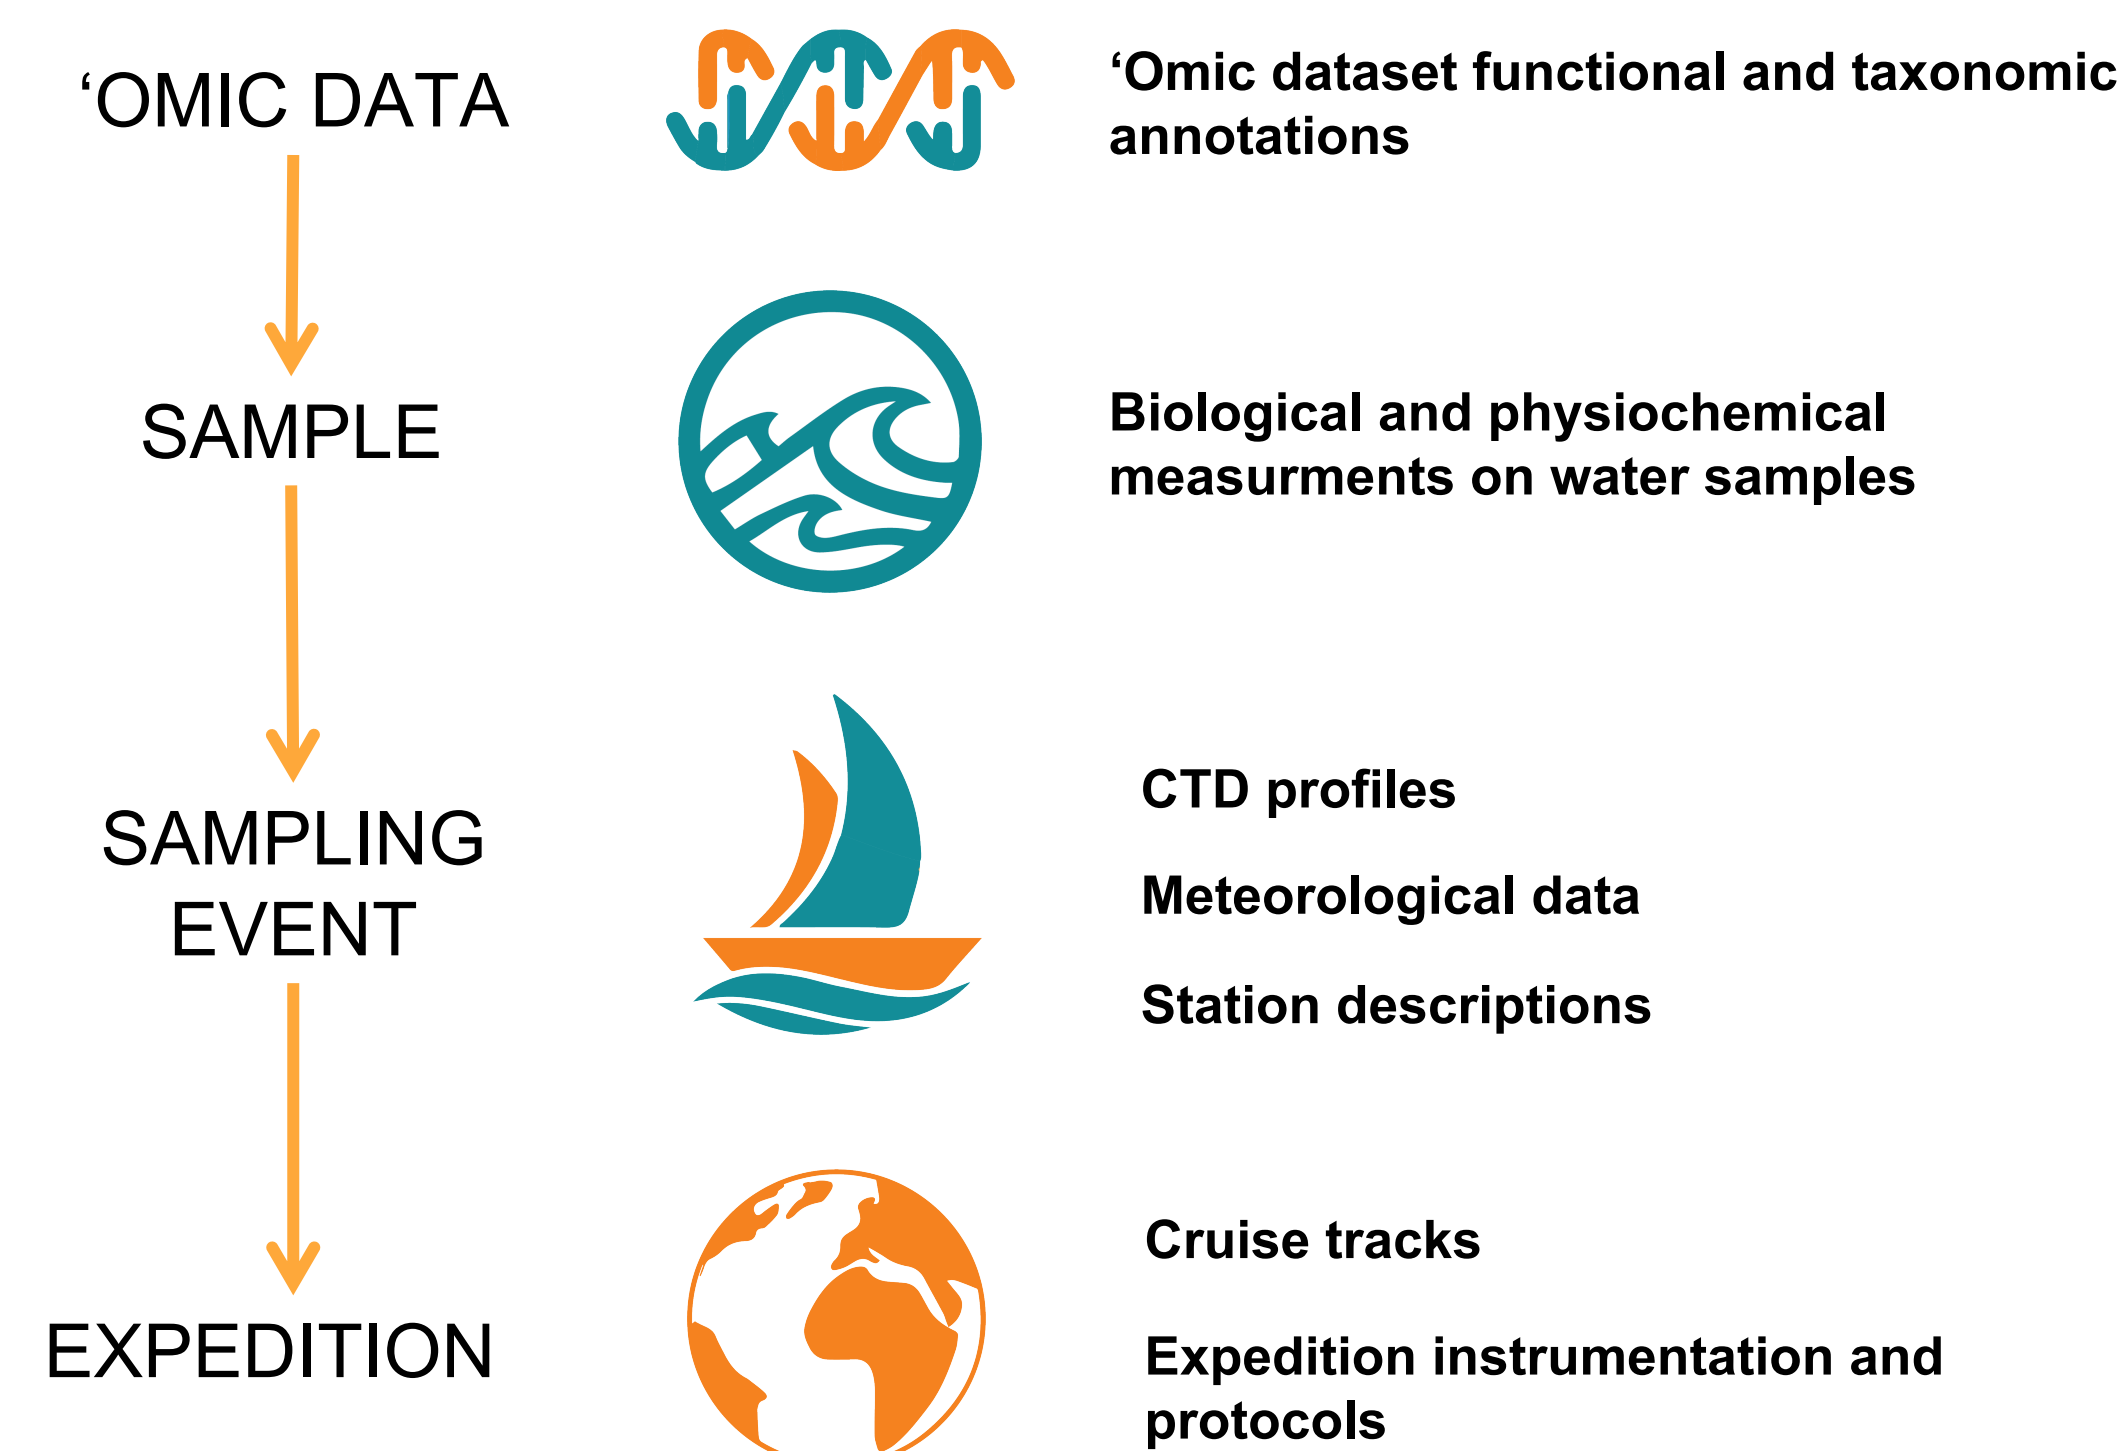 ‘OMIC DATA
‘Omic dataset functional and taxonomic
annotations
SAMPLE
Biological and physiochemical
measurments on water samples
SAMPLING
EVENT
CTD profiles
Meteorological data
Station descriptions
EXPEDITION
Cruise tracks
Expedition instrumentation and
protocols